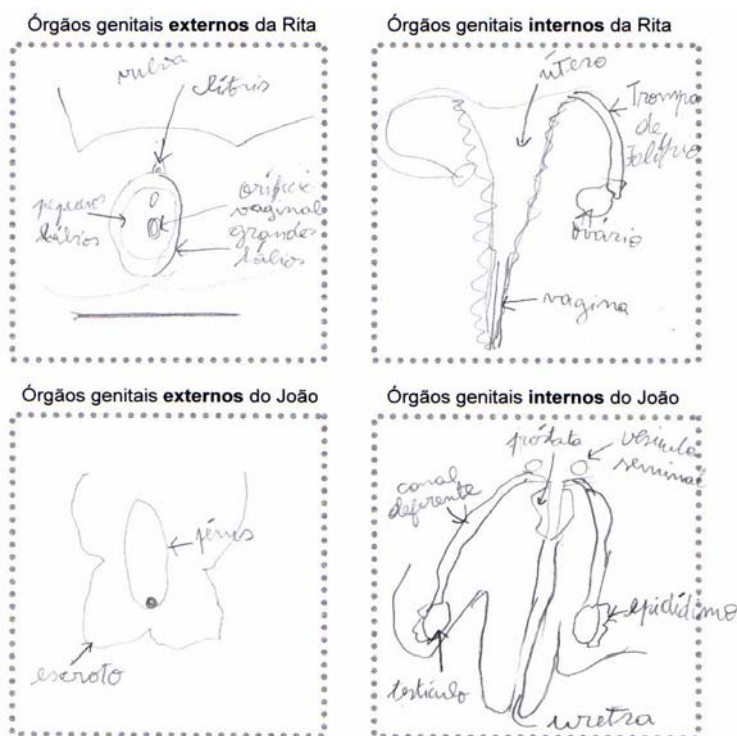 Órgãos genitais externos da Rita
vulva
clítris
pequenos
lábios
orifície
vaginal
grandes
lábios
Órgãos genitais internos da Rita
útero
Trompa
de
Falópio
ovário
vagina
Órgãos genitais externos do João
pénis
escroto
Órgãos genitais internos do João
próstata
vesícula
seminal
canal
deferente
epidídimo
testículo
uretra